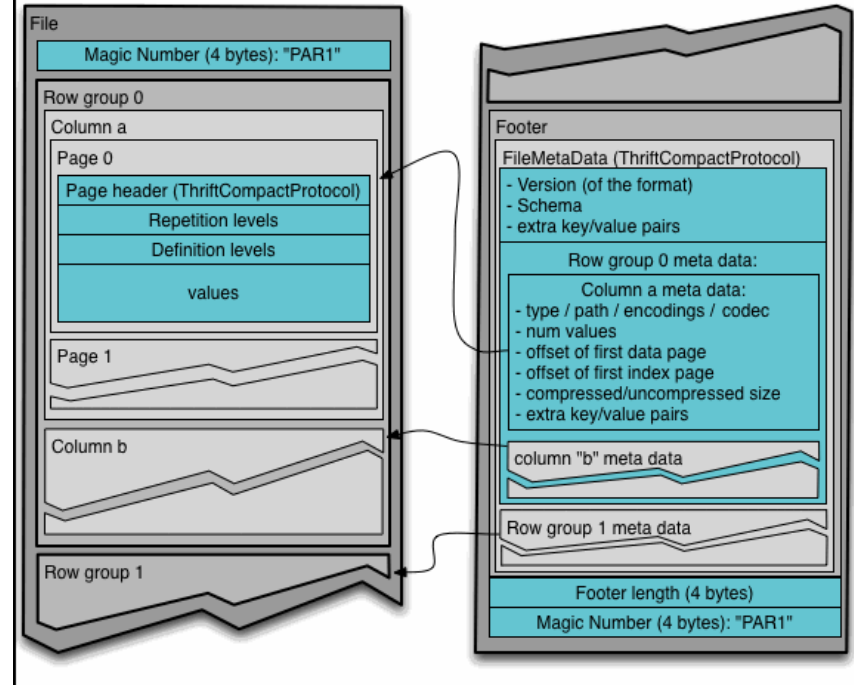 File
Magic Number (4 bytes): "PAR1"
Row group 0
Column a
Page 0
Page header (ThriftCompactProtocol)
Repetition levels
Definition levels
values
Page 1
Column b
Row group 1
Footer
FileMetaData (ThriftCompactProtocol)
- Version (of the format)
- Schema
- extra key/value pairs
Row group 0 meta data:
Column a meta data:
- type / path / encodings / codec
- num values
- offset of first data page
- offset of first index page
- compressed/uncompressed size
- extra key/value pairs
column "b" meta data
Row group 1 meta data
Footer length (4 bytes)
Magic Number (4 bytes): "PAR1"